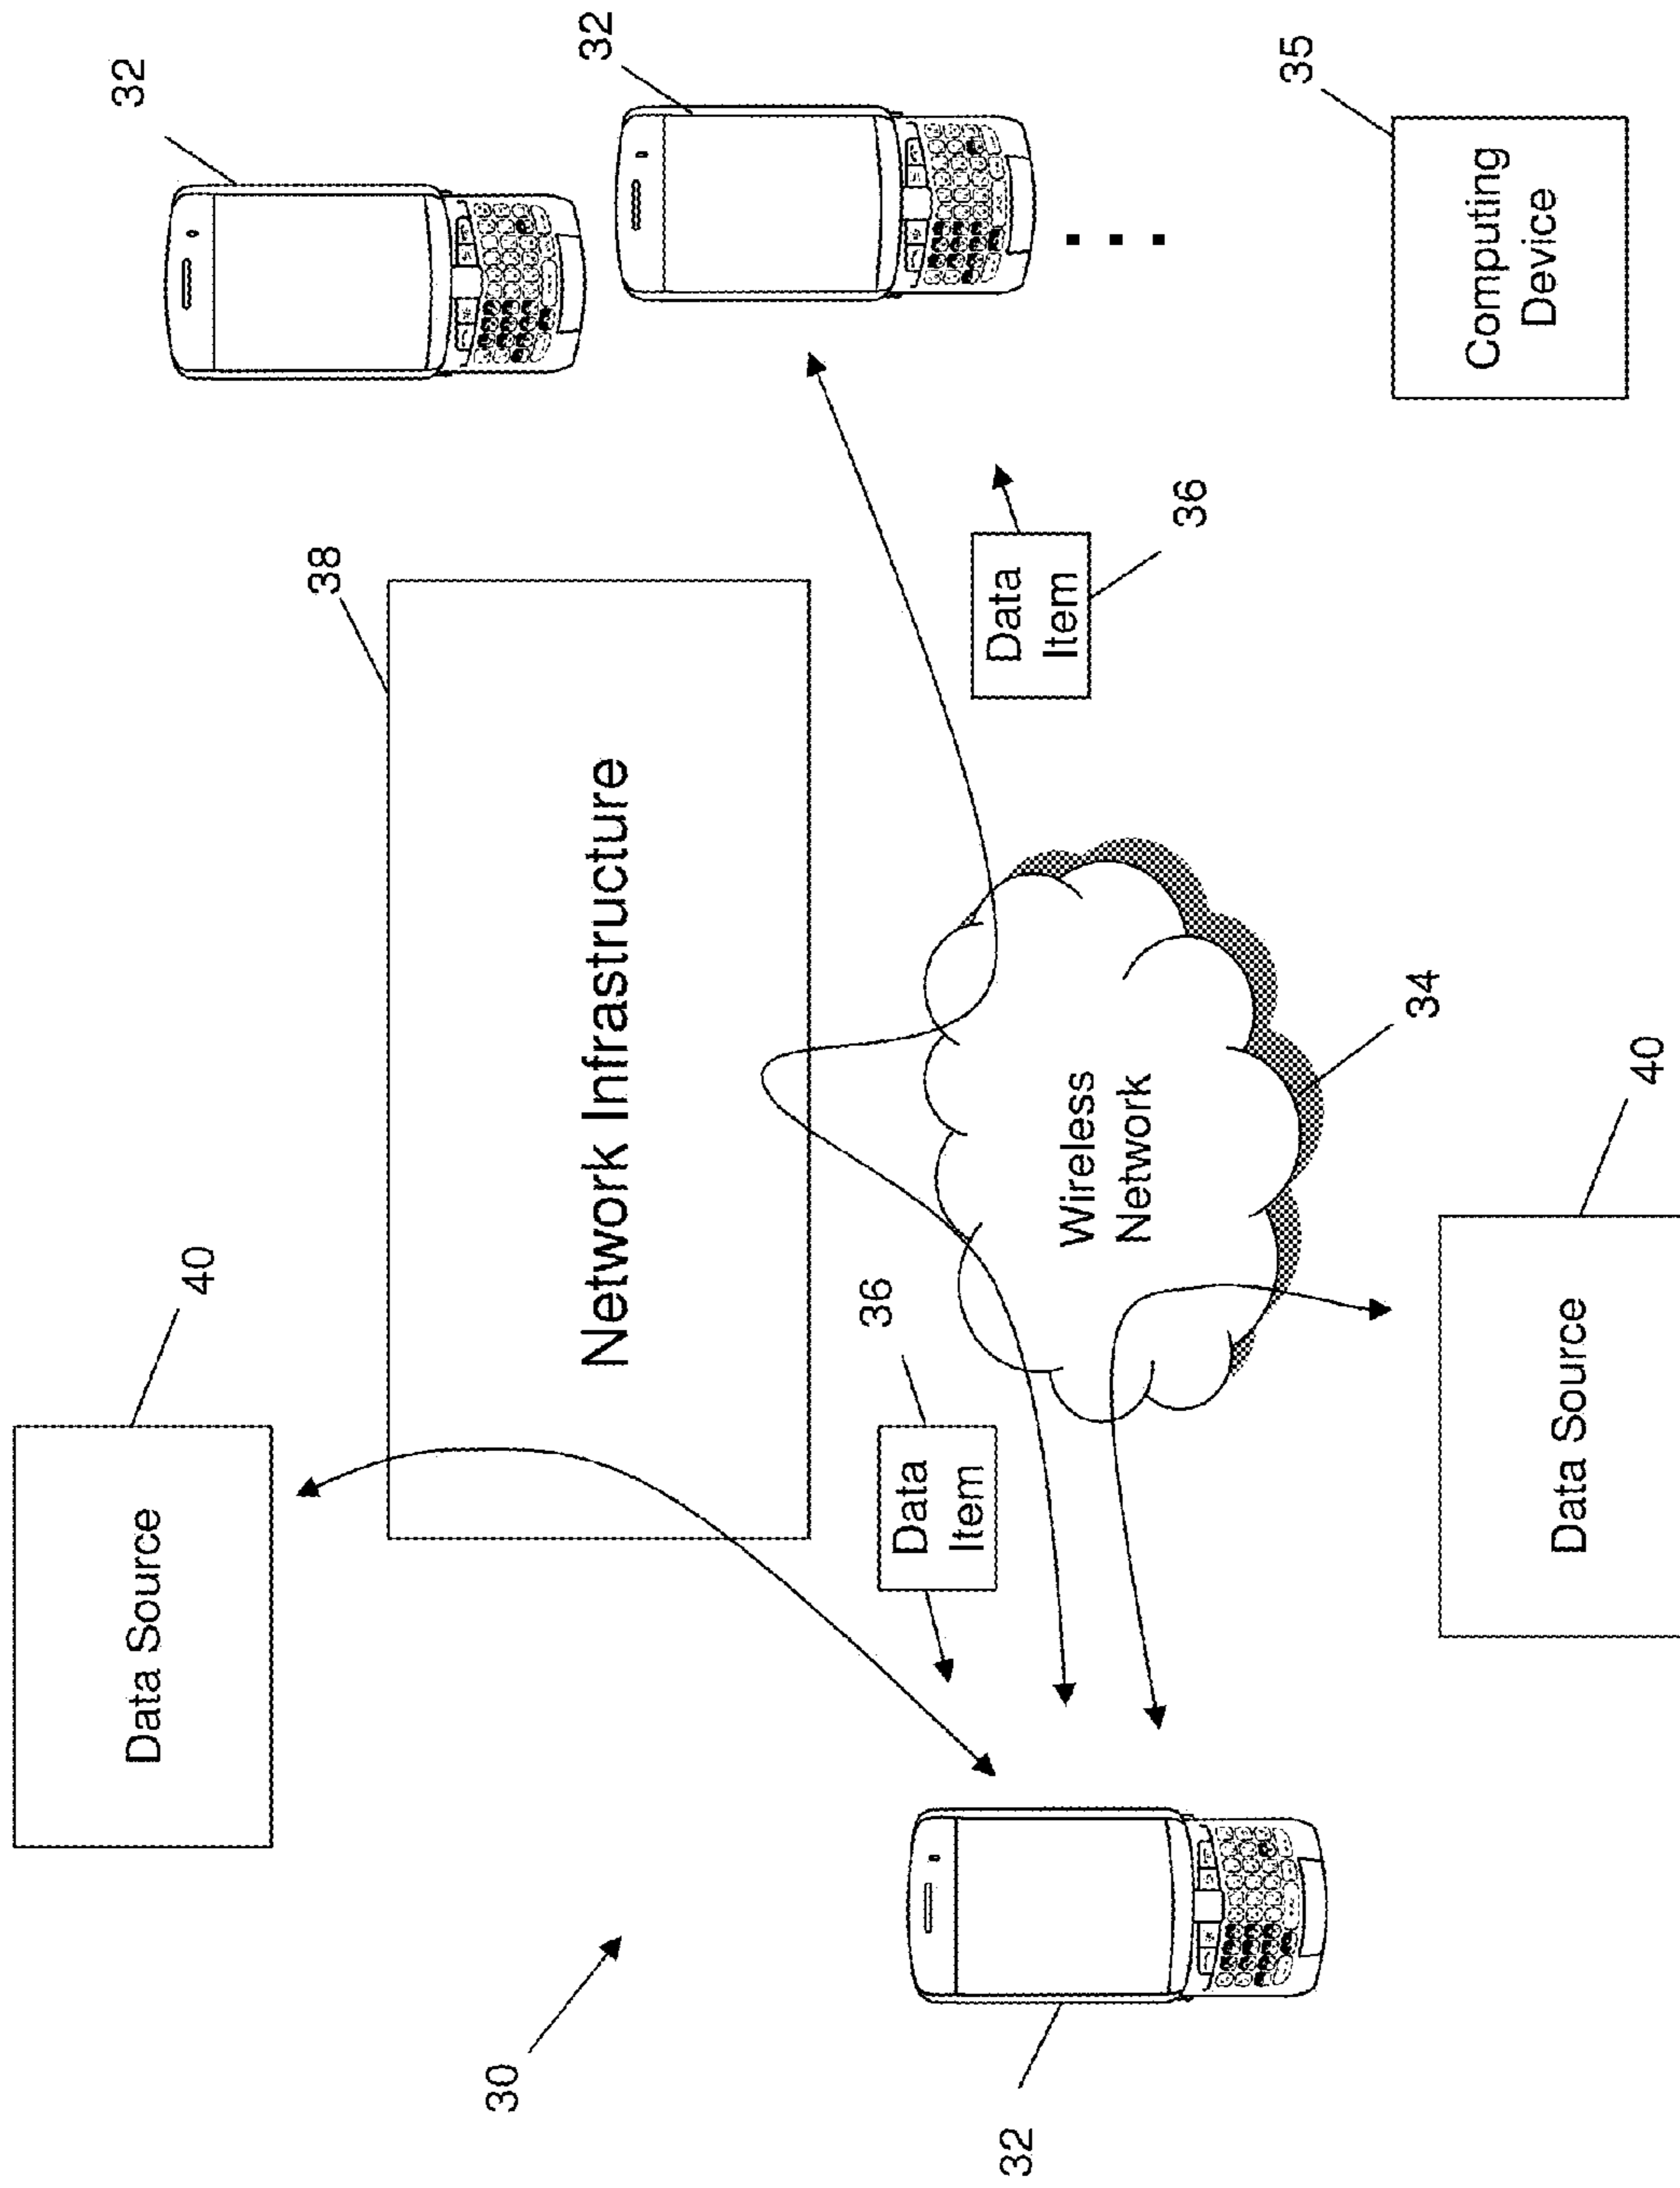 32
32
35
Computing
Device
38
Network Infrastructure
Data
Item
36
40
Data Source
36
Data
Item
Wireless
Network
34
40
Data Source
30
32